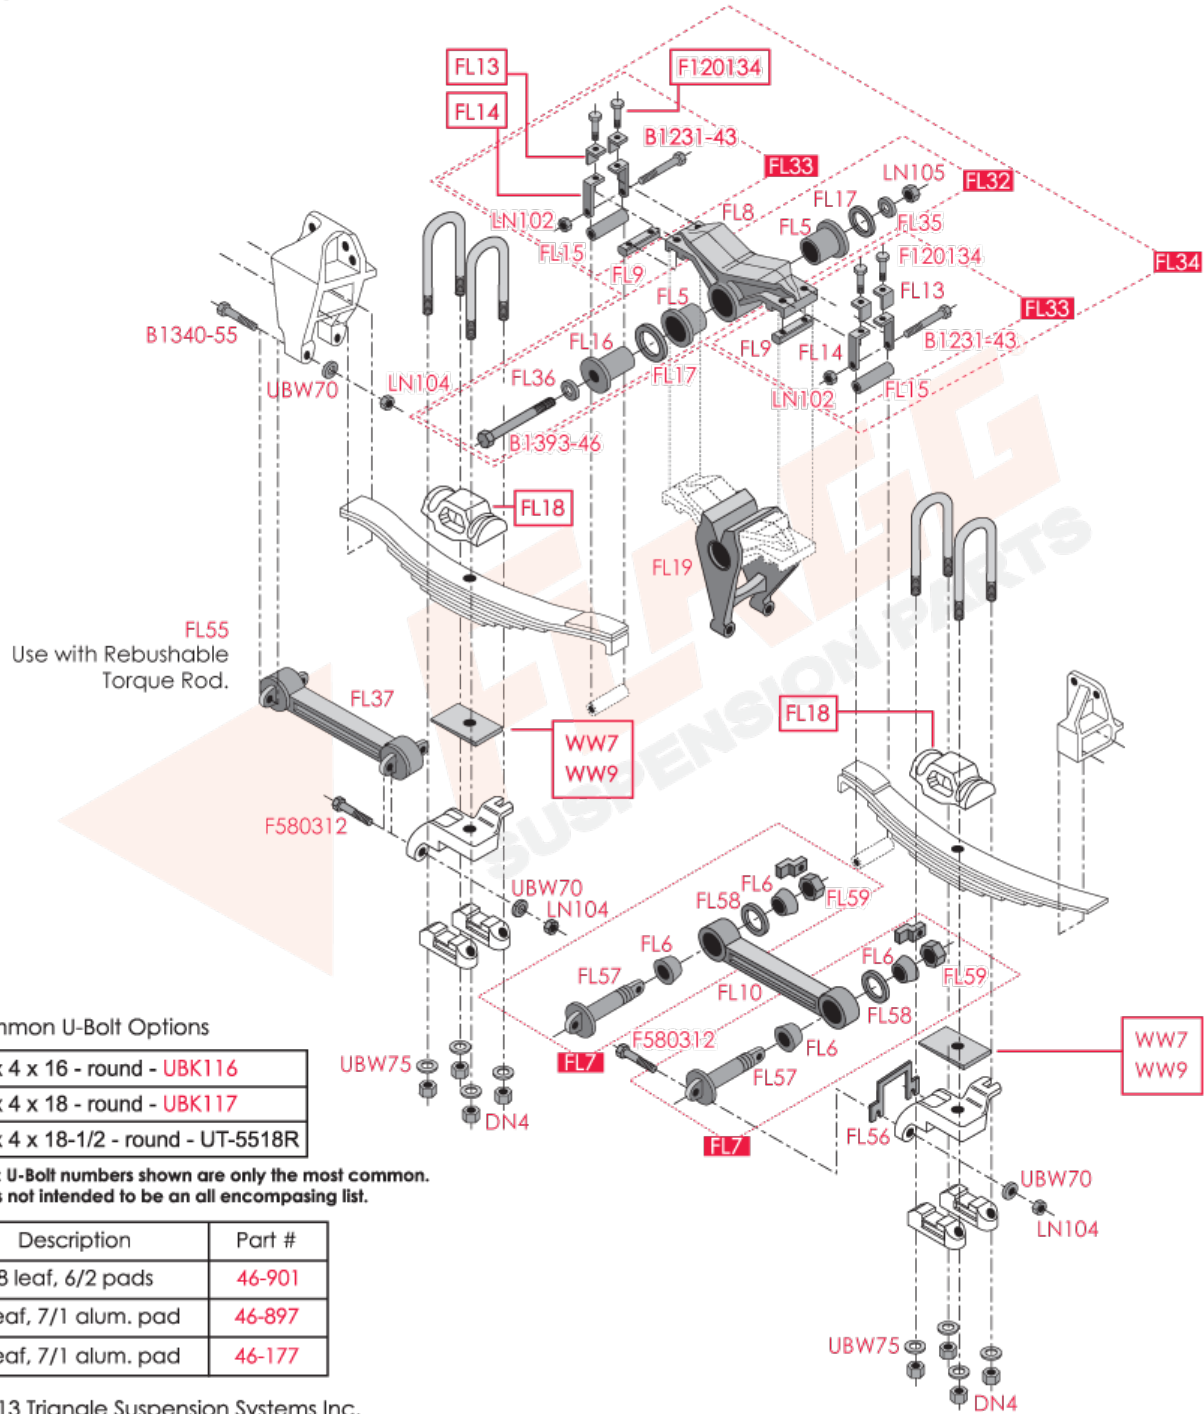 FL13
F120134
FL14
B1231-43
FL33
LN105
FL32
FL17
FL8
LN102
FL5
FL35
FL15
F120134
FL34
FL9
FL13
FL5
FL33
B1340-55
FL16
FL9
FL14
B1231-43
FL17
UBW70
LN104
FL36
FL15
LN102
B1393-46
FL18
FL19
FL55
Use with Rebushable
Torque Rod.
FL37
FL18
WW7
WW9
FLAGG
SUSPENSION PARTS
F580312
UBW70
LN104
FL6
FL58
FL59
FL6
FL6
FL57
FL10
FL59
FL58
F580312
FL6
FL7
FL57
WW7
WW9
UBW75
DN4
FL56
FL7
UBW70
LN104
UBW75
DN4
U-Bolt Options
x 4 x 16 - round - UBK116
x 4 x 18 - round - UBK117
x 4 x 18-1/2 - round - UT-5518R
: U-Bolt numbers shown are only the most common.
s not intended to be an all encompasing list.
Description Part #
8 leaf, 6/2 pads 46-901
eaf, 7/1 alum. pad 46-897
eaf, 7/1 alum. pad 46-177
13 Triangle Suspension Systems Inc.